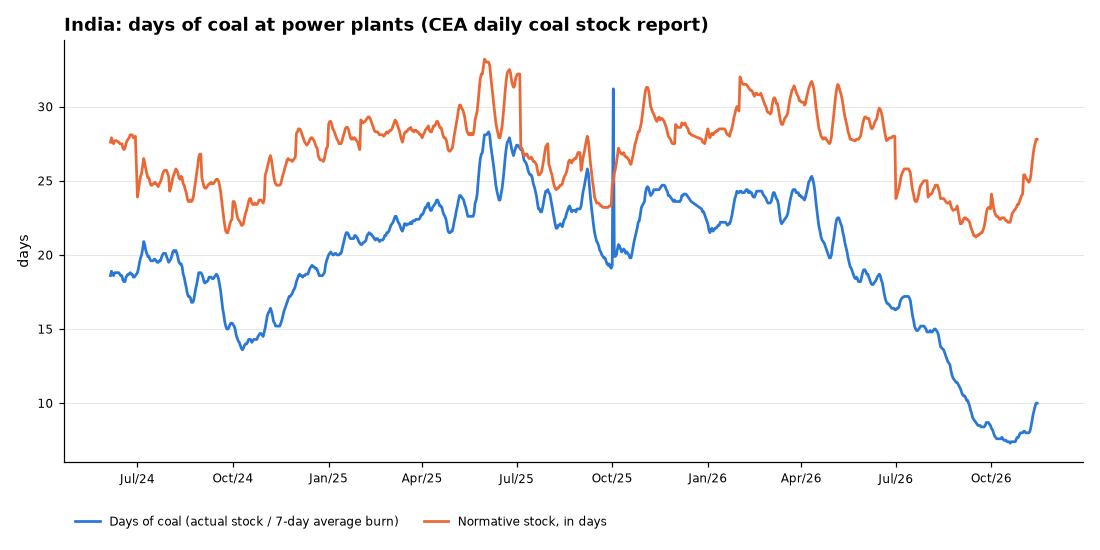 India: days of coal at power plants (CEA daily coal stock report)
days
30
25
20
15
10
Jul/24 Oct/24 Jan/25 Apr/25 Jul/25 Oct/25 Jan/26 Apr/26 Jul/26 Oct/26
Days of coal (actual stock / 7-day average burn) Normative stock, in days